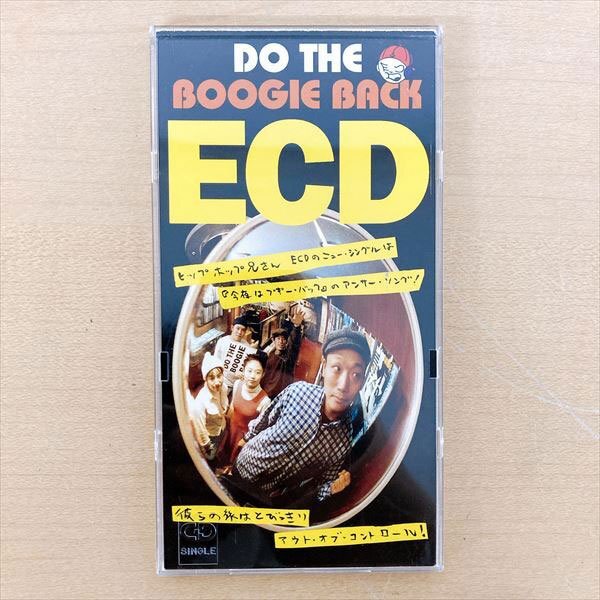 DO THE
BOOGIE BACK
ECD
ヒップホップ兄さん ECDのニュー・シングルは
『今夜はブギー・バック』のアンサー・ソング!
DO THE
BOOGIE
彼らの旅はとびっきり
アウト・オブ・コントロール!
CD
SINGLE